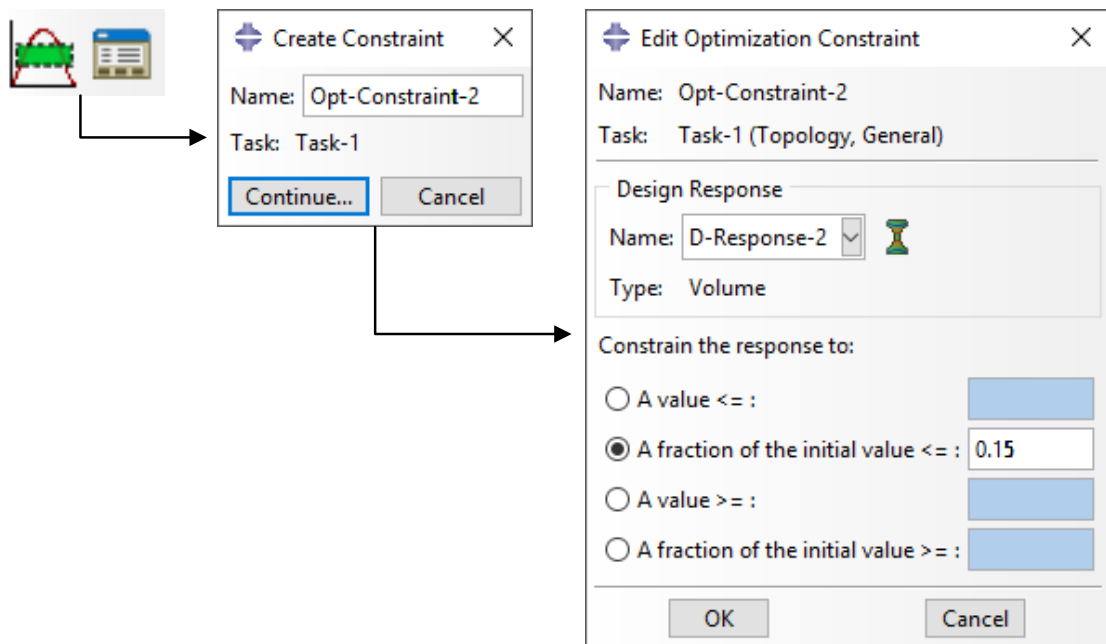 Create Constraint
Name: Opt-Constraint-2
Task: Task-1
Continue... Cancel
Edit Optimization Constraint
Name: Opt-Constraint-2
Task: Task-1 (Topology, General)
Design Response
Name: D-Response-2
Type: Volume
Constrain the response to:
A value <= :
A fraction of the initial value <= : 0.15
A value >= :
A fraction of the initial value >= :
OK Cancel